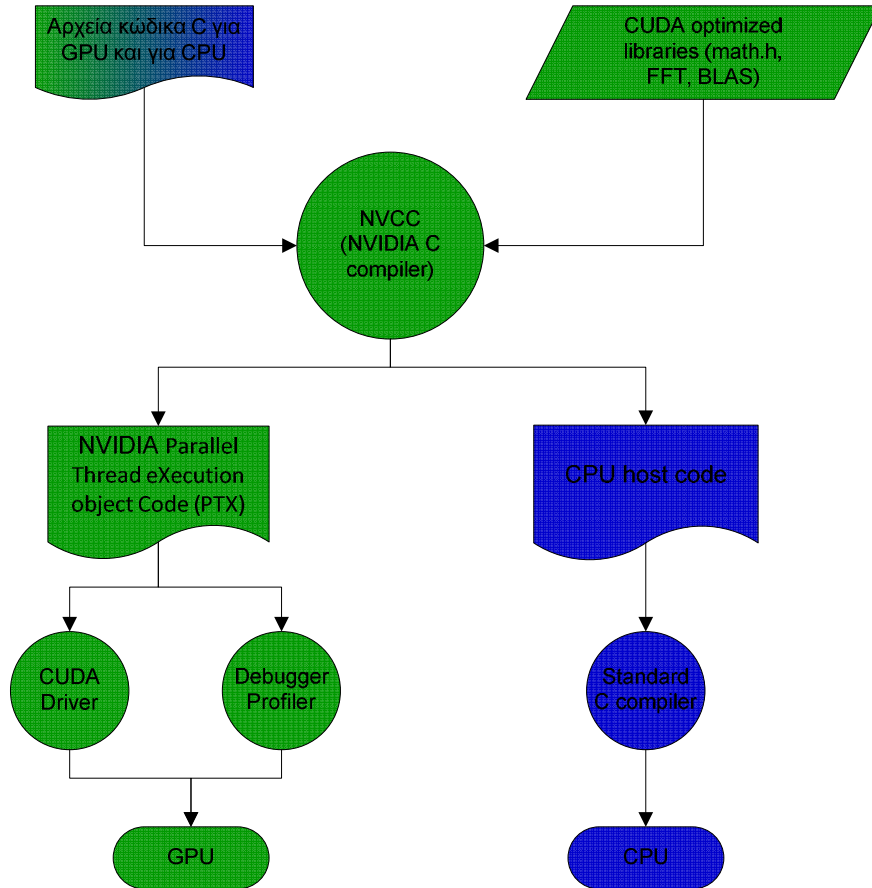 Αρχεία κώδικα C για
GPU και για CPU
CUDA optimized
libraries (math.h,
FFT, BLAS)
NVCC
(NVIDIA C
compiler)
NVIDIA Parallel
Thread eXecution
object Code (PTX)
CPU host code
CUDA
Driver
Debugger
Profiler
Standard
C compiler
GPU
CPU